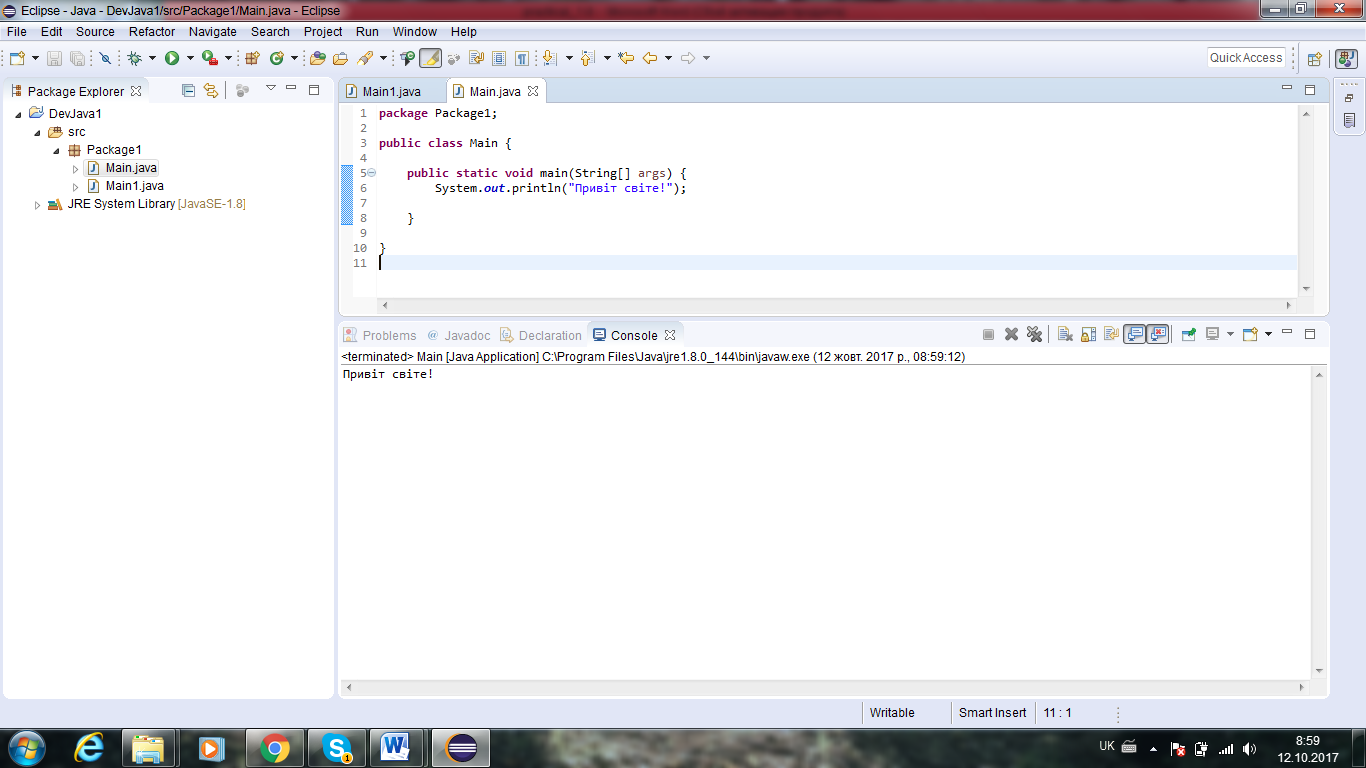 Eclipse - Java - DevJava1/src/Package1/Main.java - Eclipse
File Edit Source Refactor Navigate Search Project Run Window Help
Quick Access
Package Explorer
DevJava1
src
Package1
Main.java
Main1.java
JRE System Library [JavaSE-1.8]
Main1.java Main.java
1 package Package1;
2
3 public class Main {
4
5 public static void main(String[] args) {
6 System.out.println("Привіт світе!");
7
8 }
9
10 }
11
Problems @ Javadoc Declaration Console
<terminated> Main [Java Application] C:\Program Files\Java\jre1.8.0_144\bin\javaw.exe (12 жовт. 2017 р., 08:59:12)
Привіт світе!
Writable Smart Insert 11 : 1
UK 8:59
12.10.2017